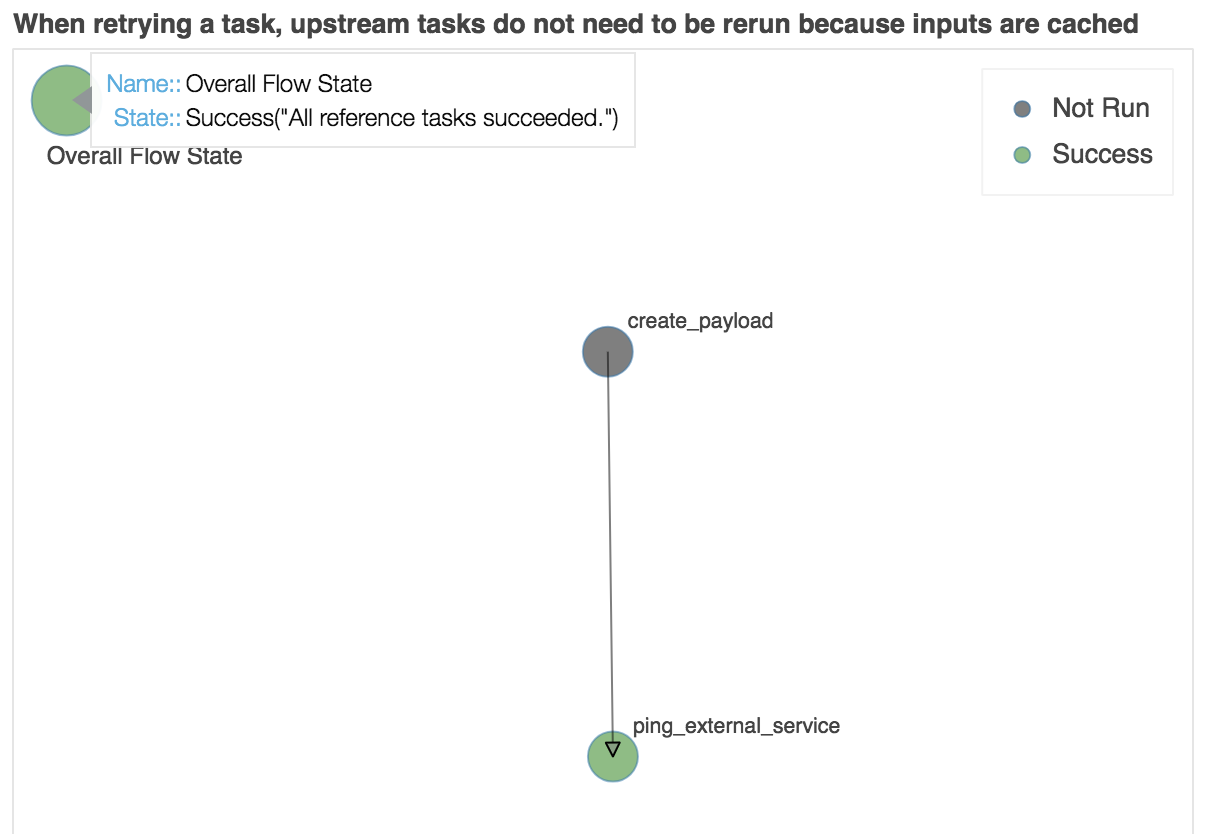 When retrying a task, upstream tasks do not need to be rerun because inputs are cached
Name:: Overall Flow State
State:: Success("All reference tasks succeeded.")
Overall Flow State
Not Run
Success
create_payload
ping_external_service